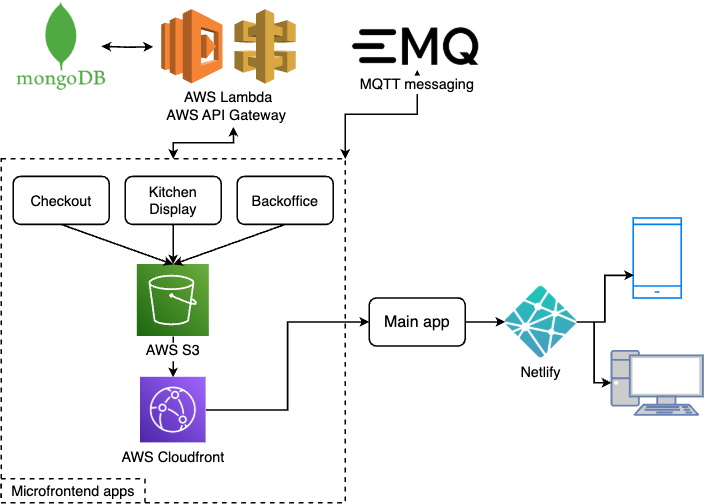 mongoDB
AWS Lambda
AWS API Gateway
EMQ
MQTT messaging
Checkout
Kitchen
Display
Backoffice
AWS S3
Main app
Netlify
AWS Cloudfront
Microfrontend apps